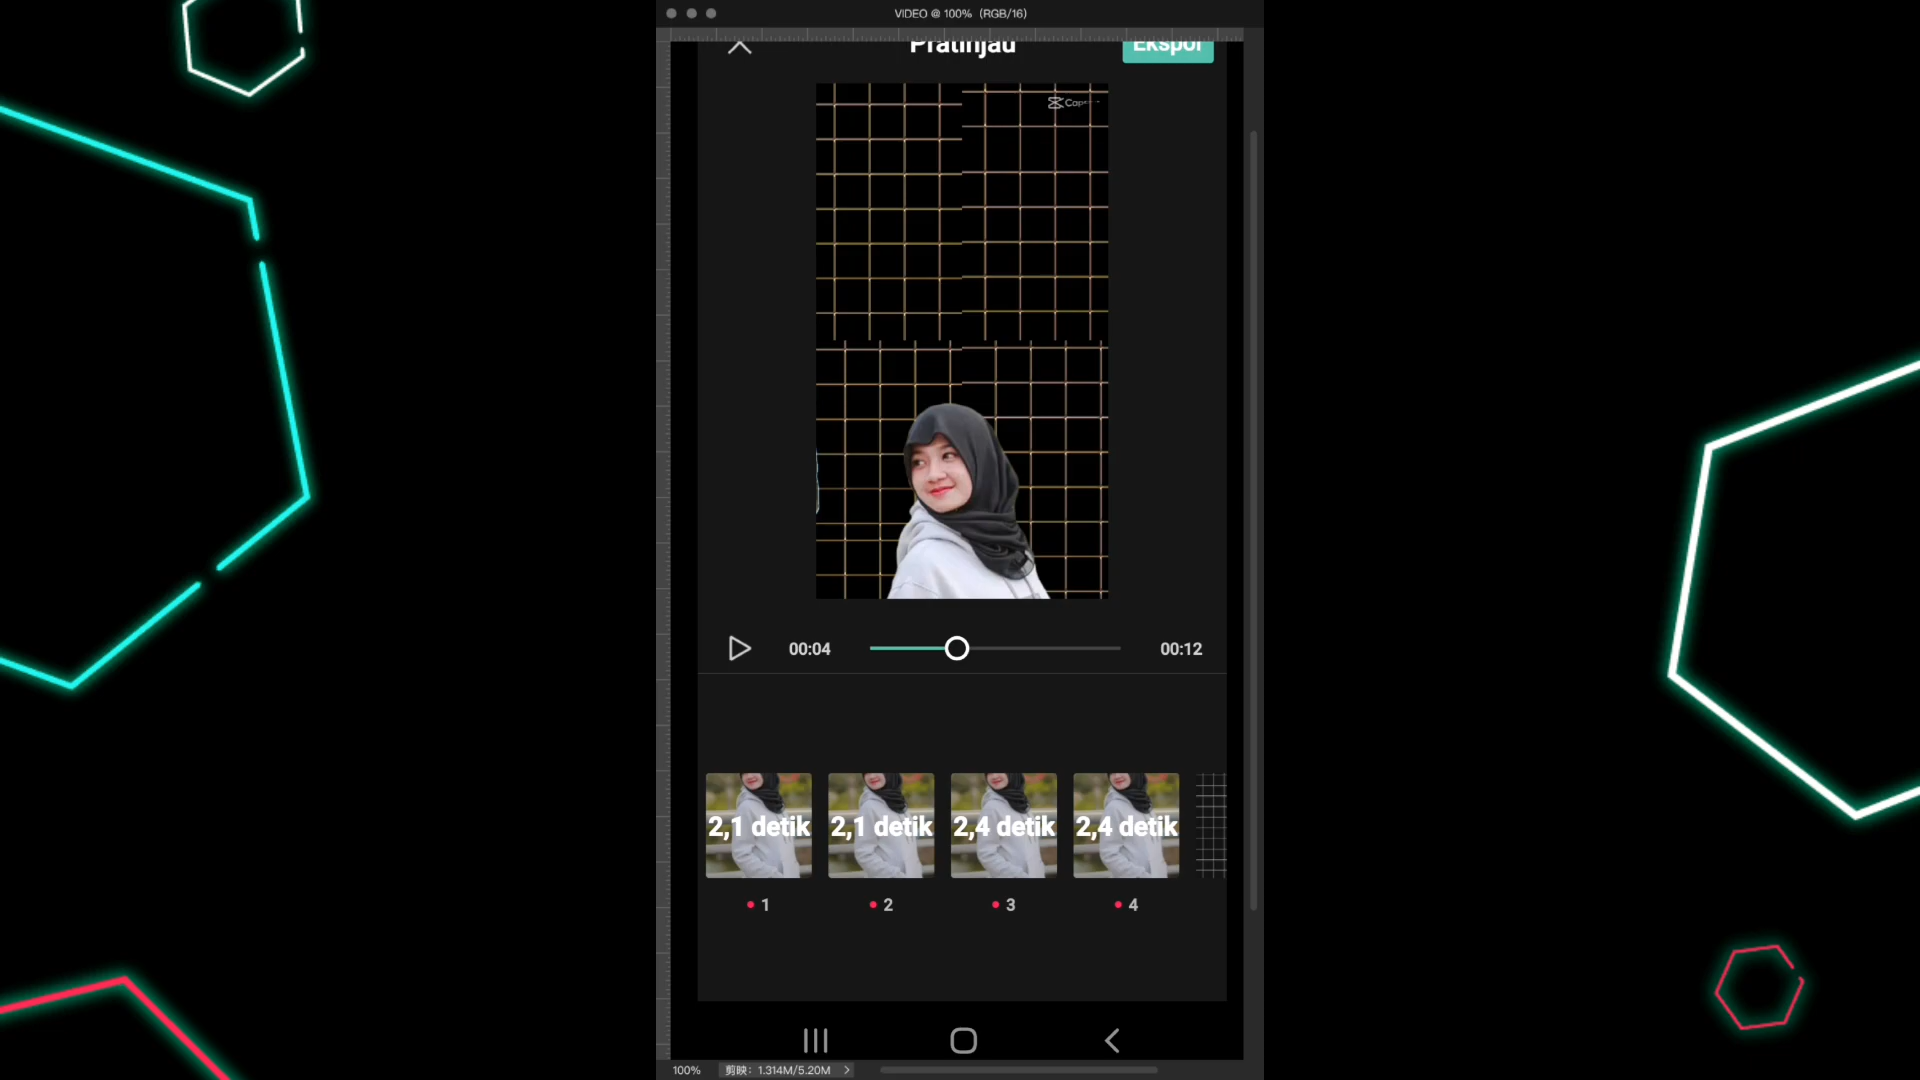 VIDEO @ 100% (RGB/16)
Pratinjau
Ekspor
00:04
00:12
2,1 detik
2,1 detik
2,4 detik
2,4 detik
1
2
3
4
100%
剪映: 1.314M/5.20M